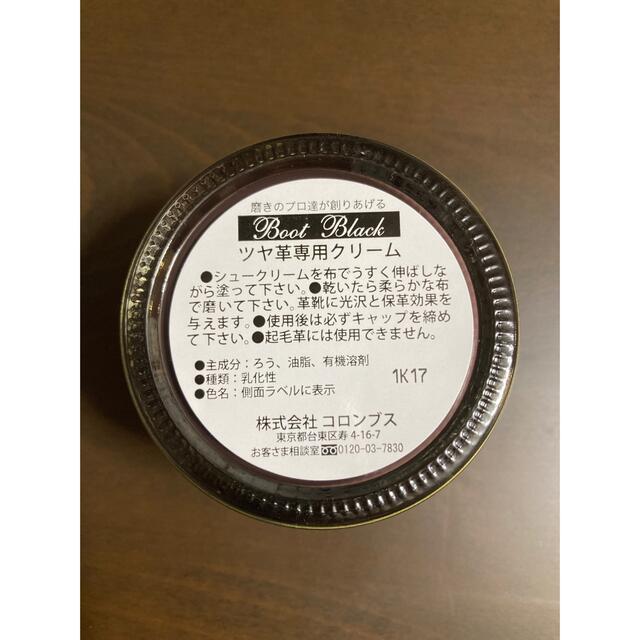 磨きのプロ達が創りあげる
Boot Black
ツヤ革専用クリーム
●シュークリームを布でうすく伸ばしな
がら塗って下さい。●乾いたら柔らかな布
で磨いて下さい。革靴に光沢と保革効果を
与えます。●使用後は必ずキャップを締め
て下さい。●起毛革には使用できません。
●主成分：ろう、油脂、有機溶剤
●種類：乳化性
●色名：側面ラベルに表示
1K17
株式会社 コロンブス
東京都台東区寿 4-16-7
お客さま相談室0120-03-7830